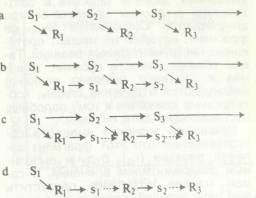 a S₁ S₂ S₃
R₁ R₂ R₃
b S₁ S₂ S₃
R₁ s₁ R₂ s₂ R₃
c S₁ S₂ S₃
R₁ s₁ R₂ s₂ R₃
d S₁
R₁ s₁ R₂ s₂ R₃